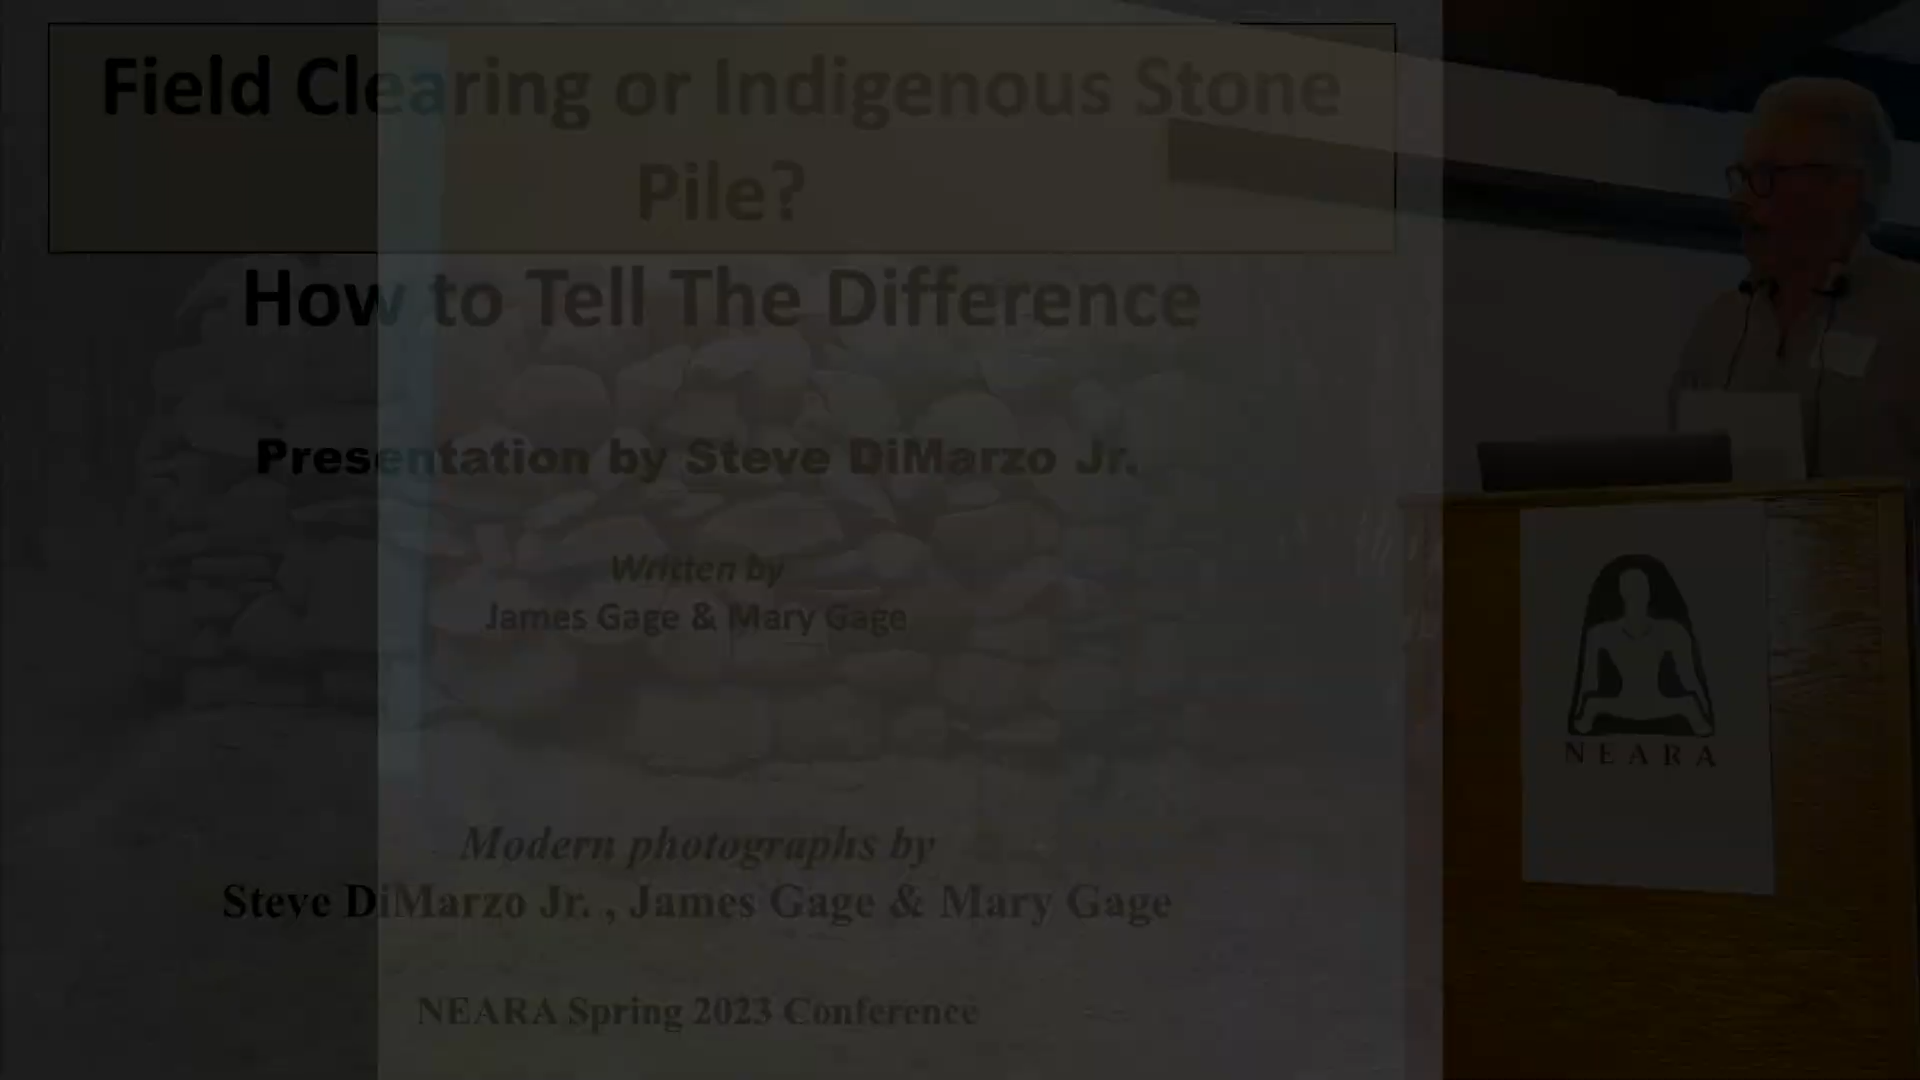 Field Clearing or Indigenous Stone
Pile?
How to Tell The Difference
Presentation by Steve DiMarzo Jr.
Written by
James Gage & Mary Gage
Modern photographs by
Steve DiMarzo Jr. , James Gage & Mary Gage
NEARA Spring 2023 Conference
NEARA